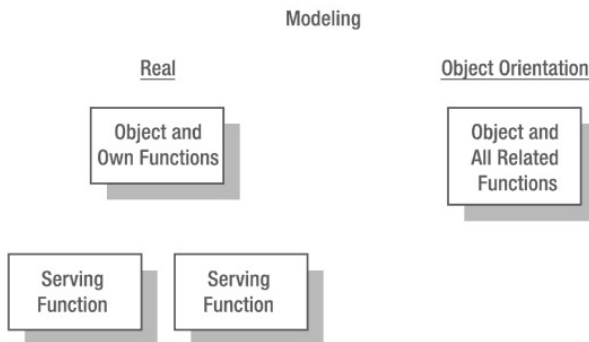 Modeling
Real
Object Orientation
Object and
Own Functions
Object and
All Related
Functions
Serving
Function
Serving
Function